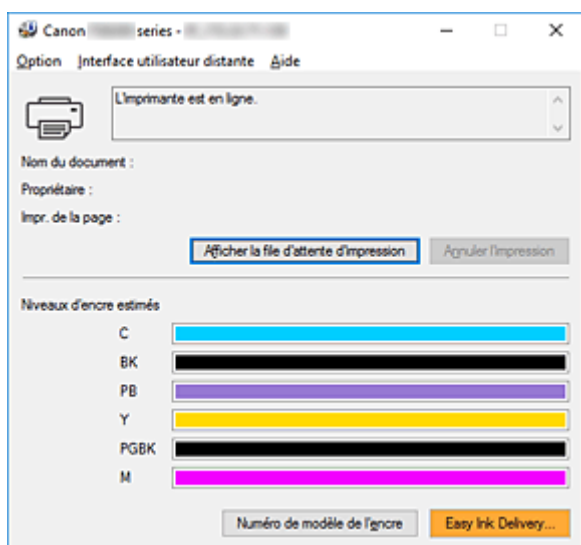 Canon series -
Option Interface utilisateur distante Aide
L'imprimante est en ligne.
Nom du document :
Propriétaire :
Impr. de la page :
Afficher la file d'attente d'impression Annuler l'impression
Niveaux d'encre estimés
C
BK
PB
Y
PGBK
M
Numéro de modèle de l'encre Easy Ink Delivery...